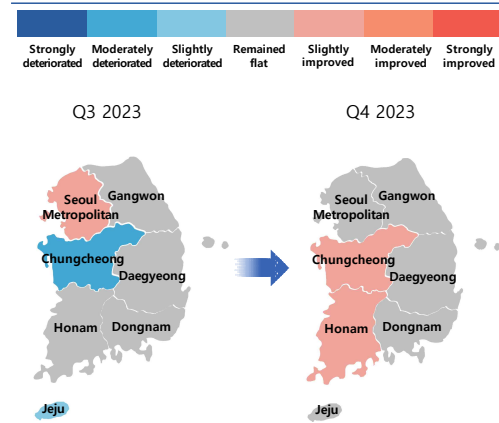 Strongly deteriorated
Moderately deteriorated
Slightly deteriorated
Remained flat
Slightly improved
Moderately improved
Strongly improved
Q3 2023
Q4 2023
Seoul
Metropolitan
Gangwon
Chungcheong
Daegyeong
Honam
Dongnam
Jeju
Seoul
Metropolitan
Gangwon
Chungcheong
Daegyeong
Honam
Dongnam
Jeju